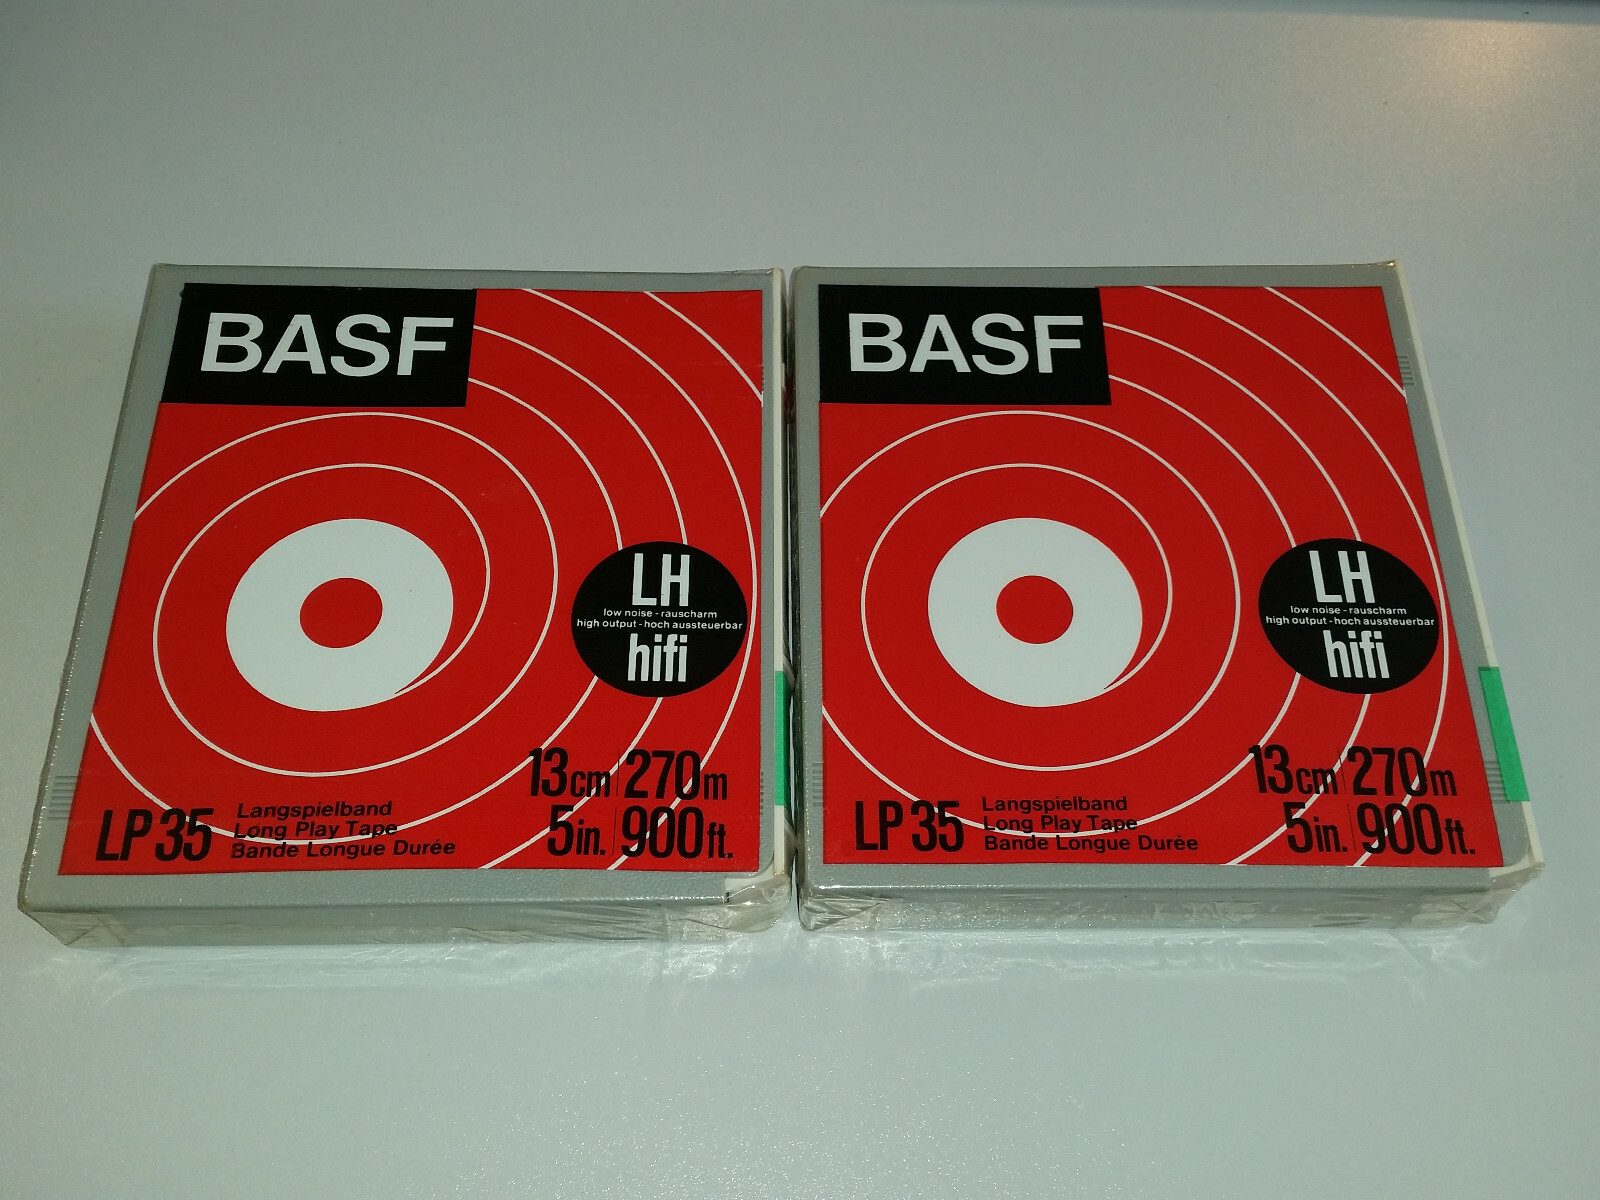 BASF
LH
low noise - rauscharm
high output - hoch aussteuerbar
hifi
13cm 270m
5in. 900ft.
LP 35
Langspielband
Long Play Tape
Bande Longue Durée
BASF
LH
low noise - rauscharm
high output - hoch aussteuerbar
hifi
13cm 270m
5in. 900ft.
LP 35
Langspielband
Long Play Tape
Bande Longue Durée